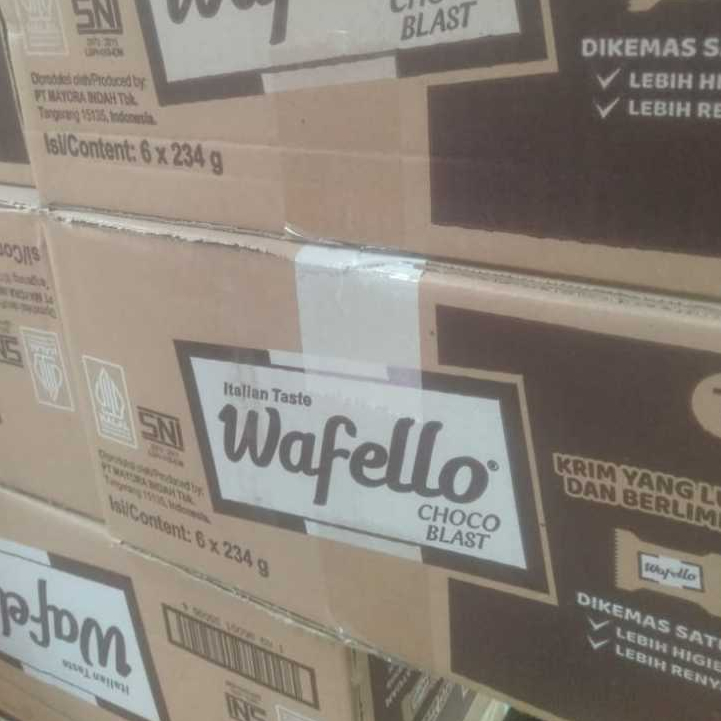 SNI
CHOCO
BLAST
Diproduksi oleh/Produced by:
PT MAYORA INDAH Tbk.
Tangerang 15135, Indonesia.
Isi/Content: 6 x 234 g
DIKEMAS S
LEBIH HI
LEBIH RE
HALAL
SNI
Italian Taste
Wafello®
CHOCO
BLAST
Diproduksi oleh/Produced by:
PT MAYORA INDAH Tbk.
Tangerang 15135, Indonesia.
Isi/Content: 6 x 234 g
KRIM YANG L
DAN BERLIM
Wafello
DIKEMAS SAT
LEBIH HIGIE
LEBIH RENY
Italian Taste
Wafel
SNI